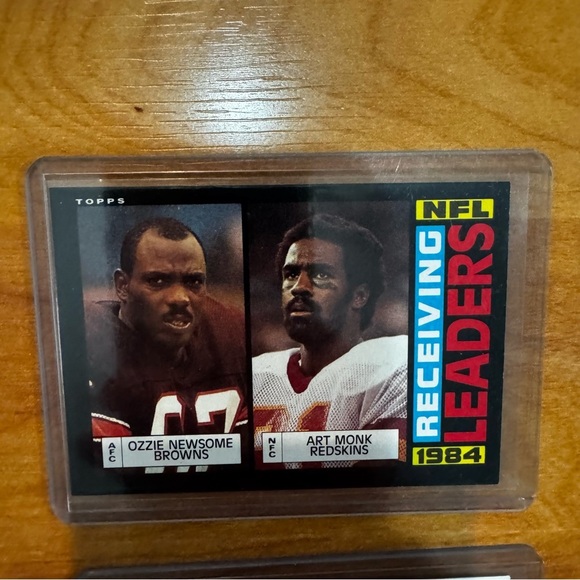 TOPPS
NFL
RECEIVING
LEADERS
1984
AFC
OZZIE NEWSOME
BROWNS
NFC
ART MONK
REDSKINS